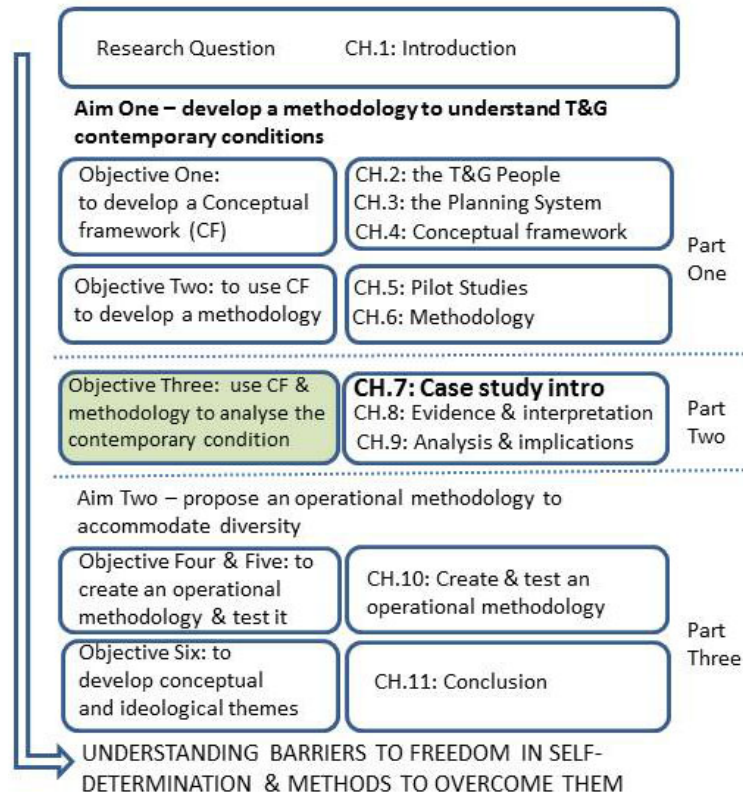 Research Question CH.1: Introduction
Aim One – develop a methodology to understand T&G
contemporary conditions
Objective One:
to develop a Conceptual
framework (CF)
CH.2: the T&G People
CH.3: the Planning System
CH.4: Conceptual framework
Objective Two: to use CF
to develop a methodology
CH.5: Pilot Studies
CH.6: Methodology
Part
One
Objective Three: use CF &
methodology to analyse the
contemporary condition
CH.7: Case study intro
CH.8: Evidence & interpretation
CH.9: Analysis & implications
Part
Two
Aim Two – propose an operational methodology to
accommodate diversity
Objective Four & Five: to
create an operational
methodology & test it
CH.10: Create & test an
operational methodology
Objective Six: to
develop conceptual
and ideological themes
CH.11: Conclusion
Part
Three
UNDERSTANDING BARRIERS TO FREEDOM IN SELF-
DETERMINATION & METHODS TO OVERCOME THEM